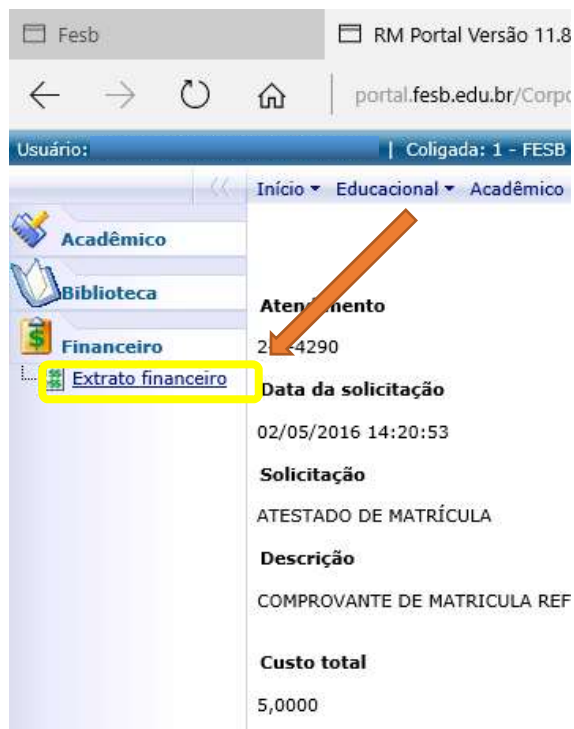 Fesb
RM Portal Versão 11.8
portal.fesb.edu.br/Corp
Usuário:
| Coligada: 1 - FESB
Início Educacional Acadêmico
Acadêmico
Biblioteca
Financeiro
Extrato financeiro
Atendimento
4290
Data da solicitação
02/05/2016 14:20:53
Solicitação
ATESTADO DE MATRÍCULA
Descrição
COMPROVANTE DE MATRICULA REF
Custo total
5,0000